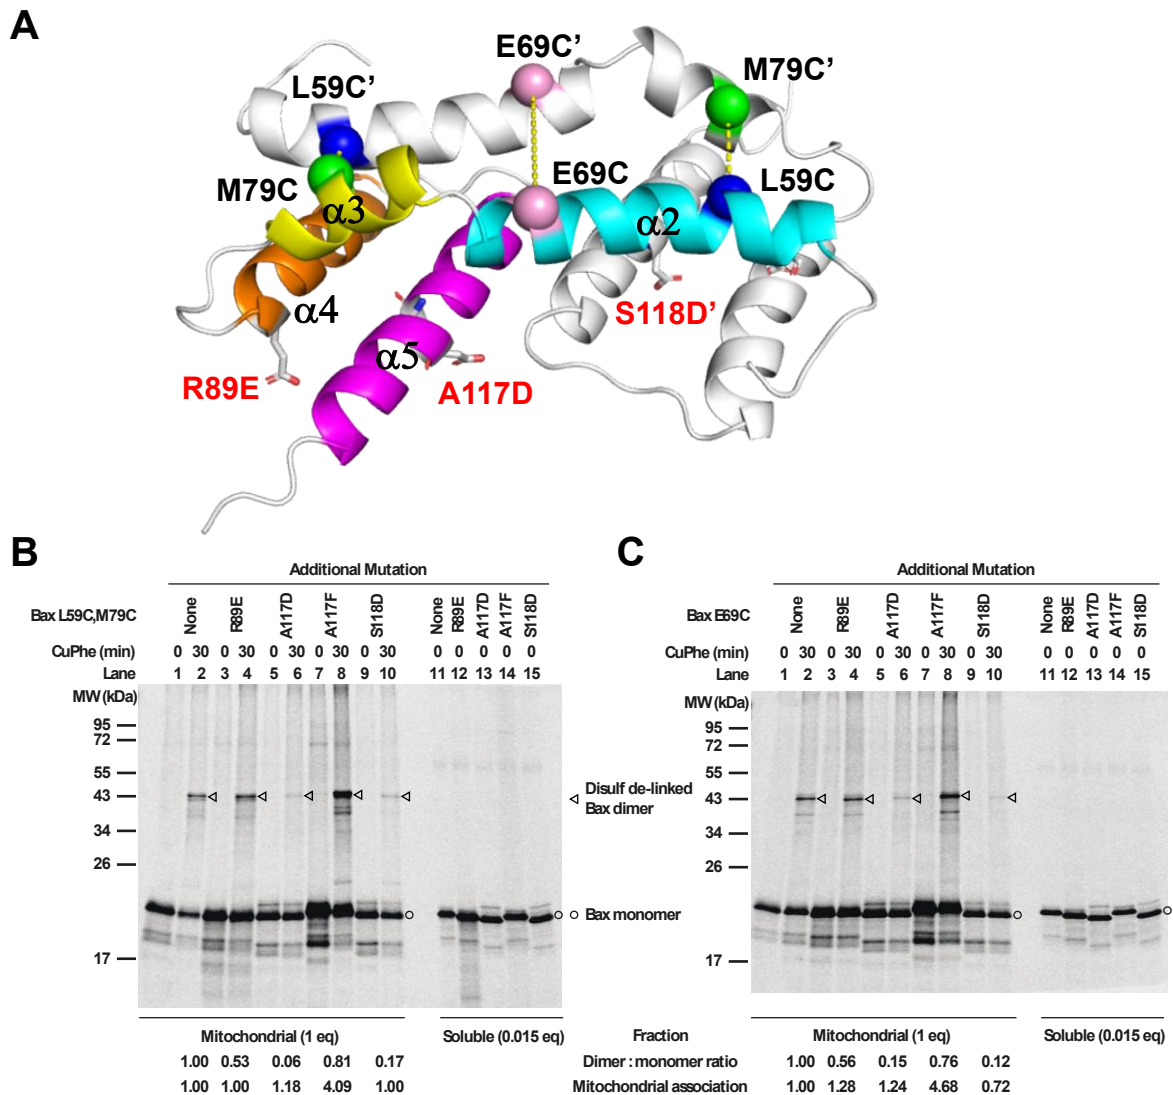 A
E69C’
M79C’
L59C’
E69C
L59C
M79C
α3
α2
α4
S118D’
α5
R89E
A117D
B
Additional Mutation
Bax L59C,M79C
None
R89E
A117D
A117F
S118D
None
R89E
A117D
A117F
S118D
CuPhe (min)
0 30 0 30 0 30 0 30 0 30 0 0 0 0 0
Lane
1 2 3 4 5 6 7 8 9 10 11 12 13 14 15
MW (kDa)
95
72
55
43
34
26
17
Disulf de-linked
Bax dimer
Bax monomer
Mitochondrial (1 eq)
Soluble (0.015 eq)
1.00 0.53 0.06 0.81 0.17
1.00 1.00 1.18 4.09 1.00
Fraction
Dimer : monomer ratio
Mitochondrial association
C
Additional Mutation
Bax E69C
None
R89E
A117D
A117F
S118D
None
R89E
A117D
A117F
S118D
CuPhe (min)
0 30 0 30 0 30 0 30 0 30 0 0 0 0 0
Lane
1 2 3 4 5 6 7 8 9 10 11 12 13 14 15
MW (kDa)
95
72
55
43
34
26
17
Mitochondrial (1 eq)
Soluble (0.015 eq)
1.00 0.56 0.15 0.76 0.12
1.00 1.28 1.24 4.68 0.72